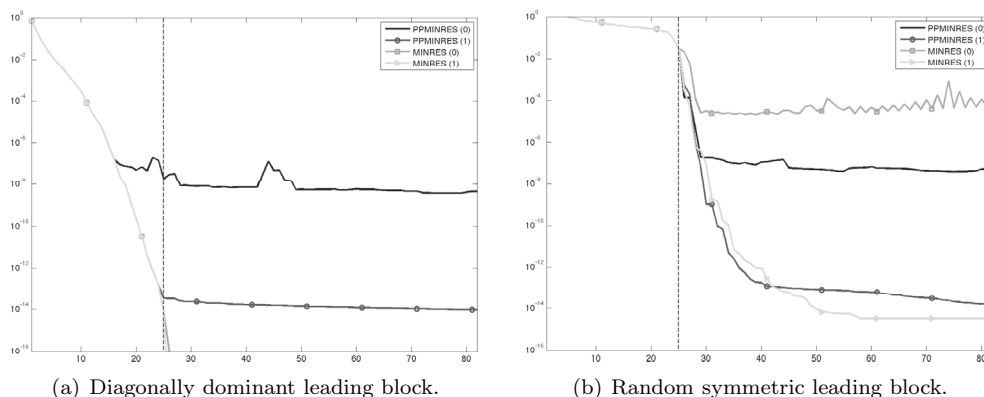 10^0
10^-2
10^-4
10^-6
10^-8
10^-10
10^-12
10^-14
10^-16
10 20 30 40 50 60 70 80
PPMINRES (0)
PPMINRES (1)
MINRES (0)
MINRES (1)
(a) Diagonally dominant leading block.
10^0
10^-2
10^-4
10^-6
10^-8
10^-10
10^-12
10^-14
10^-16
10 20 30 40 50 60 70 80
PPMINRES (0)
PPMINRES (1)
MINRES (0)
MINRES (1)
(b) Random symmetric leading block.